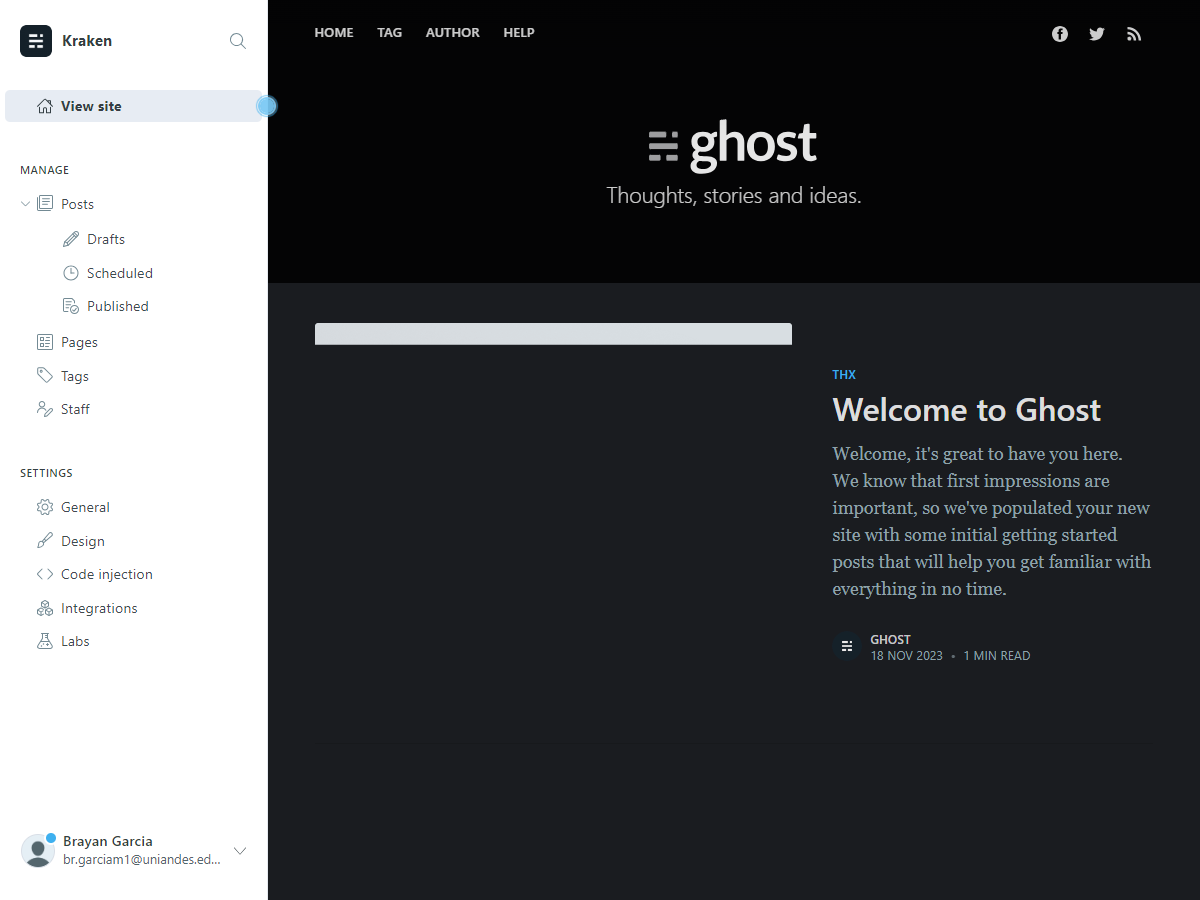 Kraken
View site
MANAGE
Posts
Drafts
Scheduled
Published
Pages
Tags
Staff
SETTINGS
General
Design
Code injection
Integrations
Labs
Brayan Garcia
br.garciam1@uniandes.ed...
HOME TAG AUTHOR HELP
ghost
Thoughts, stories and ideas.
THX
Welcome to Ghost
Welcome, it's great to have you here.
We know that first impressions are
important, so we've populated your new
site with some initial getting started
posts that will help you get familiar with
everything in no time.
GHOST
18 NOV 2023 • 1 MIN READ